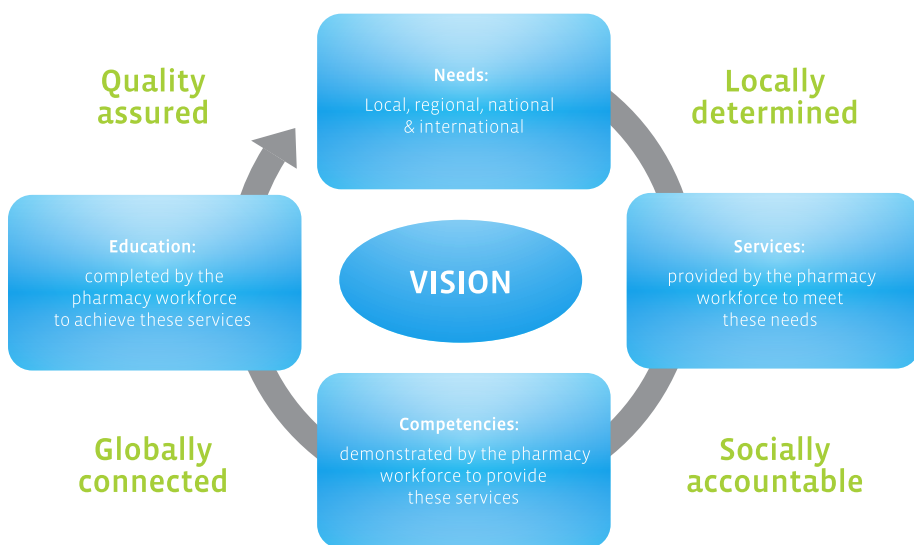 Quality
assured
Needs:
Local, regional, national
& international
Locally
determined
Education:
completed by the
pharmacy workforce
to achieve these services
VISION
Services:
provided by the pharmacy
workforce to meet
these needs
Globally
connected
Competencies:
demonstrated by the pharmacy
workforce to provide
these services
Socially
accountable